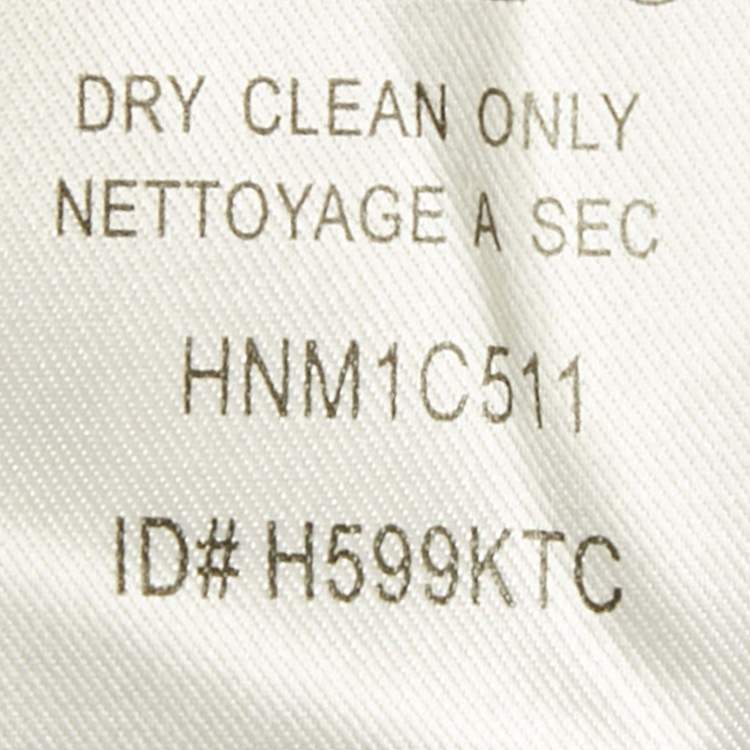 DRY CLEAN ONLY
NETTOYAGE A SEC
HNM1C511
ID# H599KTC